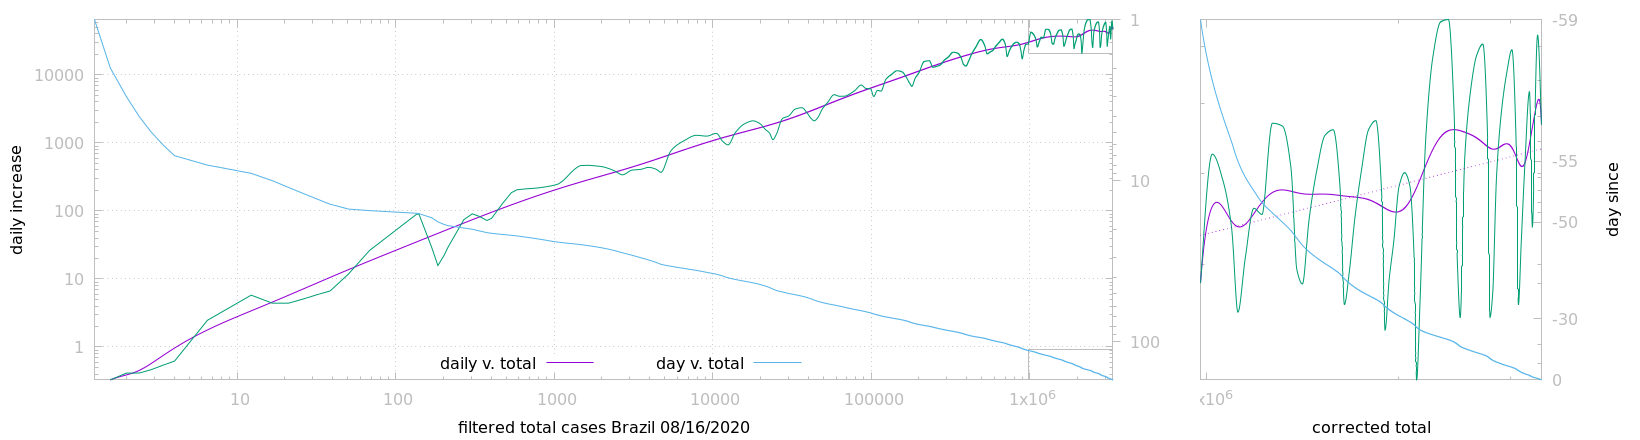 10000
1000
100
10
1
daily increase
10
100
1000
10000
100000
1x10⁶
filtered total cases Brazil 08/16/2020
daily v. total
day v. total
1
10
100
-59
-55
-50
-30
0
day since
x10⁶
corrected total